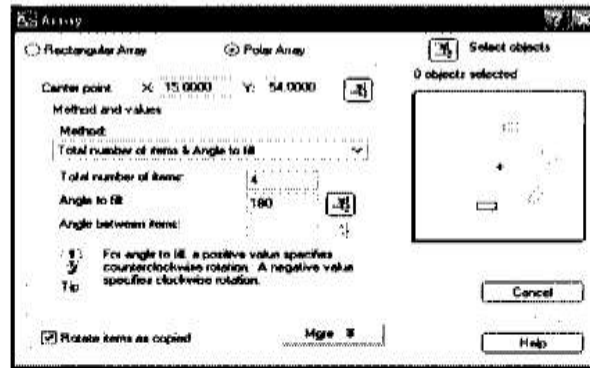 Array
Rectangular Array
Polar Array
Select objects
0 objects selected
Center point: X: 15.0000 Y: 54.0000
Method and values
Method:
Total number of items & Angle to fill
Total number of items: 4
Angle to fill: 180
Angle between items:
For angle to fill, a positive value specifies
counterclockwise rotation. A negative value
specifies clockwise rotation.
Tip
Rotate items as copied
More
Cancel
Help